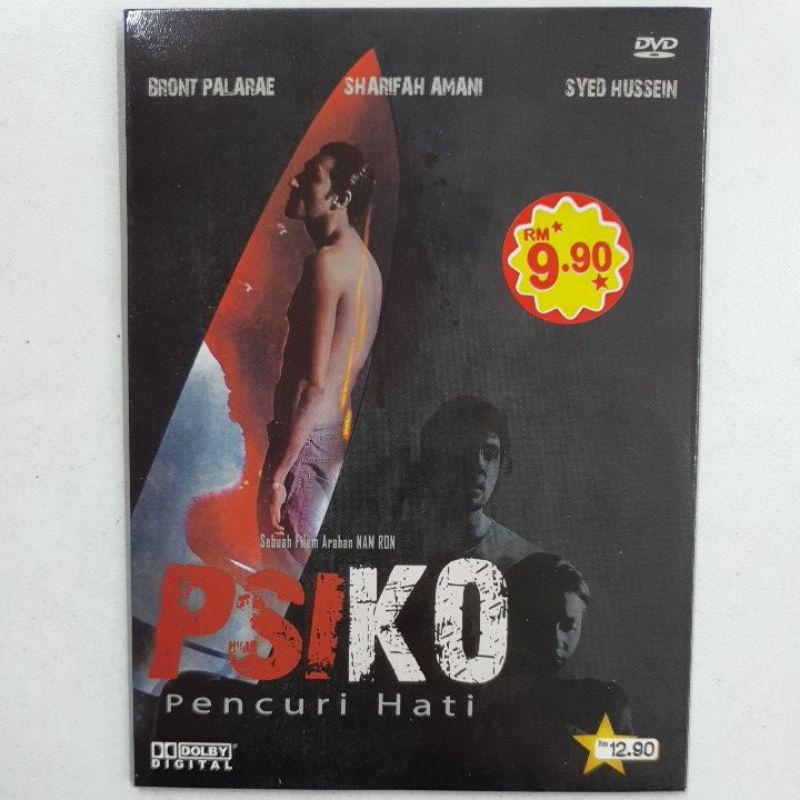 DVD
BRONT PALARAE SHARIFAH AMANI SYED HUSSEIN
RM
9.90
Sebuah Filem Arahan NAM RON
PSIKO
Pencuri Hati
DOLBY
DIGITAL
RM 12.90